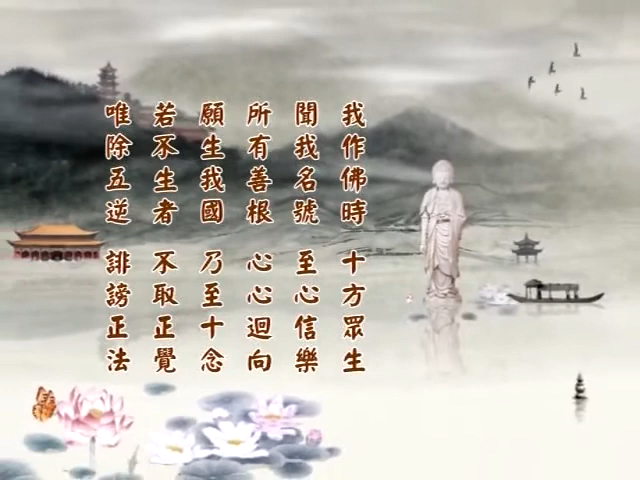 我作佛時 十方眾生
聞我名號 至心信樂
所有善根 心心迴向
願生我國 乃至十念
若不生者 不取正覺
唯除五逆 誹謗正法